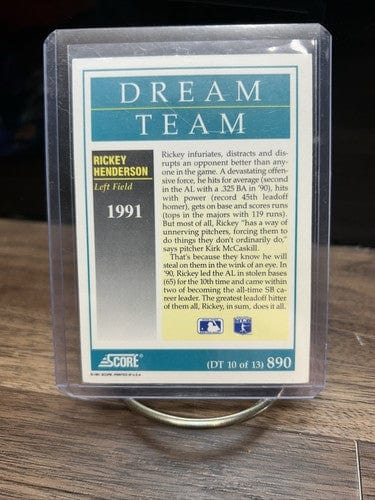 DREAM
TEAM
RICKEY
HENDERSON
Left Field
1991
Rickey infuriates, distracts and dis-
rupts an opponent better than any-
one in the game. A devastating offen-
sive force, he hits for average (second
in the AL with a .325 BA in '90), hits
with power (record 45th leadoff
homer), gets on base and scores runs
(tops in the majors with 119 runs).
But most of all, Rickey "has a way of
unnerving pitchers, forcing them to
do things they don't ordinarily do,"
says pitcher Kirk McCaskill.
That's because they know he will
steal on them in the wink of an eye. In
'90, Rickey led the AL in stolen bases
(65) for the 10th time and came within
two of becoming the all-time SB ca-
reer leader. The greatest leadoff hitter
of them all, Rickey, in sum, does it all.
SCORE
© 1991 SCORE, PRINTED IN U.S.A.
(DT 10 of 13) 890